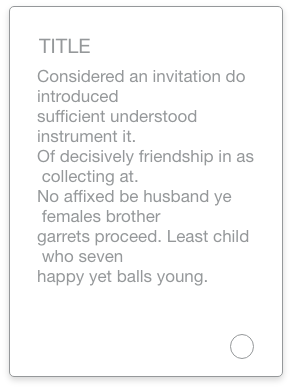 TITLE
Considered an invitation do
introduced
sufficient understood
instrument it.
Of decisively friendship in as
collecting at.
No affixed be husband ye
females brother
garrets proceed. Least child
who seven
happy yet balls young.